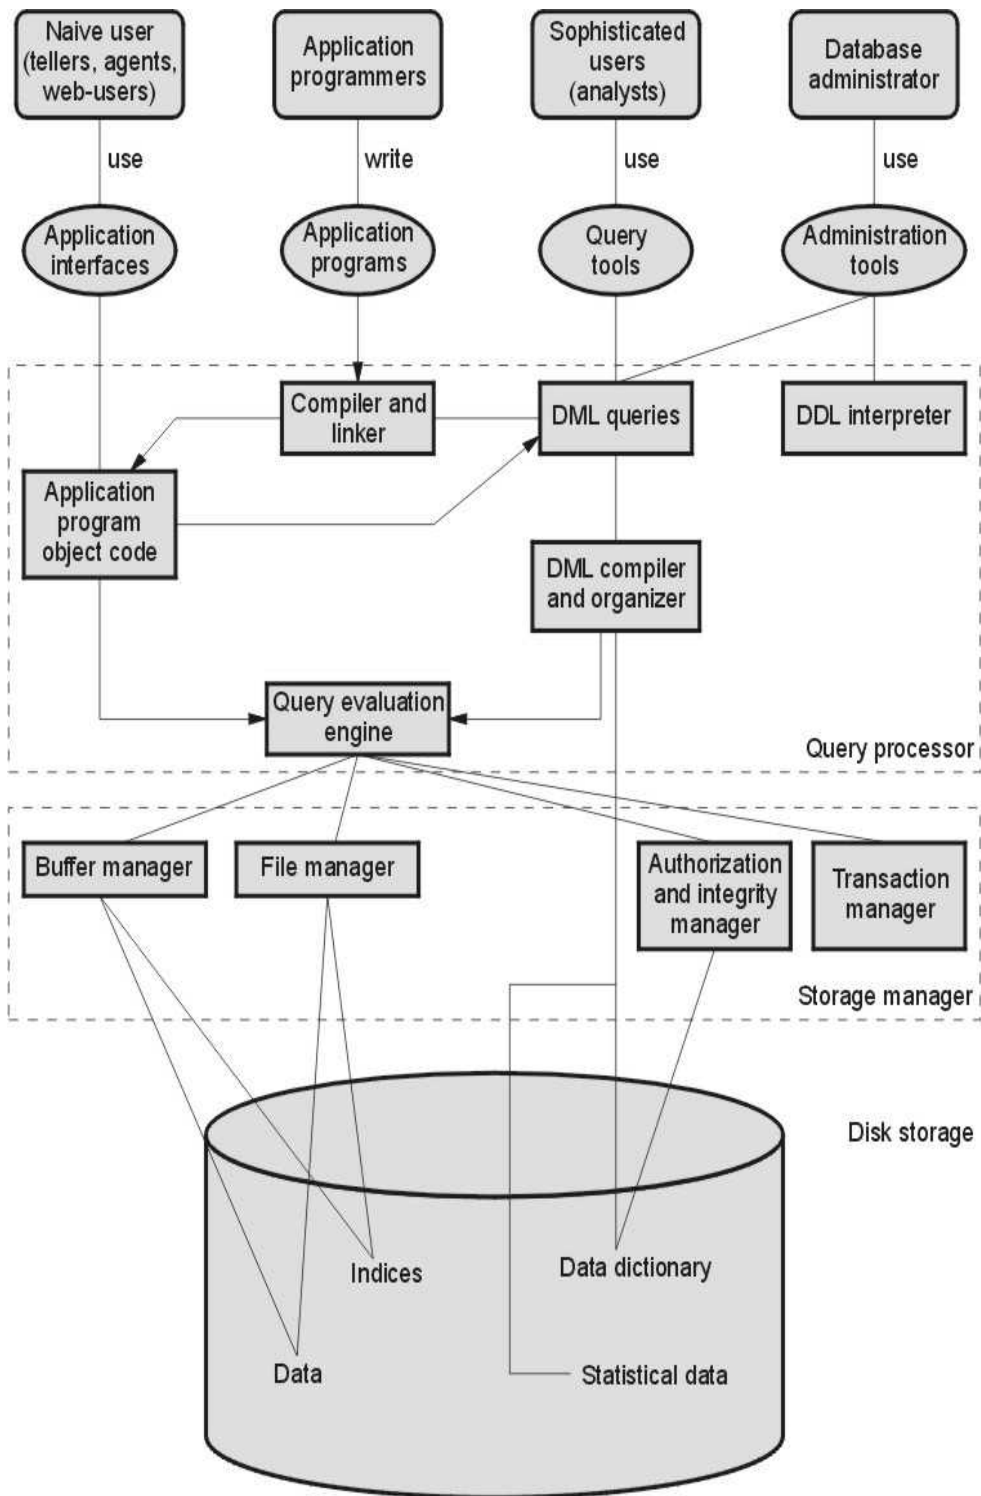 Naive user
(tellers, agents,
web-users)
Application
programmers
Sophisticated
users
(analysts)
Database
administrator
use
write
use
use
Application
interfaces
Application
programs
Query
tools
Administration
tools
Compiler and
linker
DML queries
DDL interpreter
Application
program
object code
DML compiler
and organizer
Query evaluation
engine
Query processor
Buffer manager
File manager
Authorization
and integrity
manager
Transaction
manager
Storage manager
Disk storage
Indices
Data dictionary
Data
Statistical data